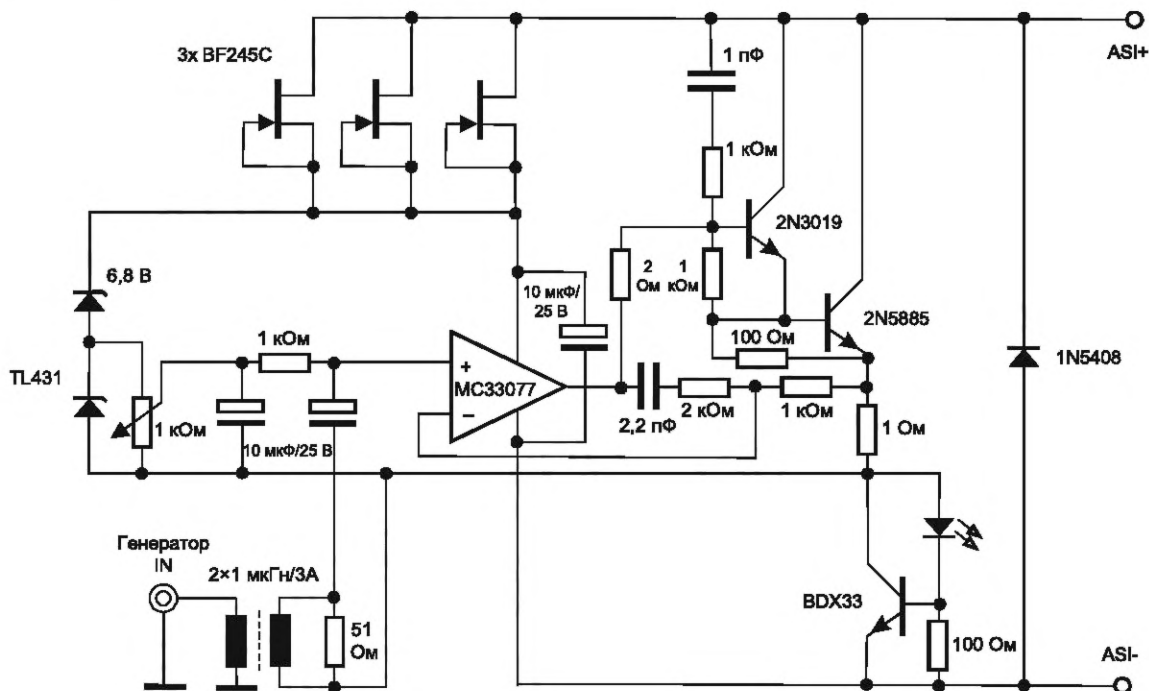 ASI+
3x BF245C
1 пФ
1 кОм
2N3019
6,8 В
10 мкФ/
25 В
2
Ом
1
кОм
2N5885
100 Ом
1N5408
TL431
1 кОм
+
MC33077
−
1 кОм
10 мкФ/25 В
2,2 пФ
2 кОм
1 кОм
1 Ом
Генератор
IN
2×1 мкГн/3А
51
Ом
BDX33
100 Ом
ASI-